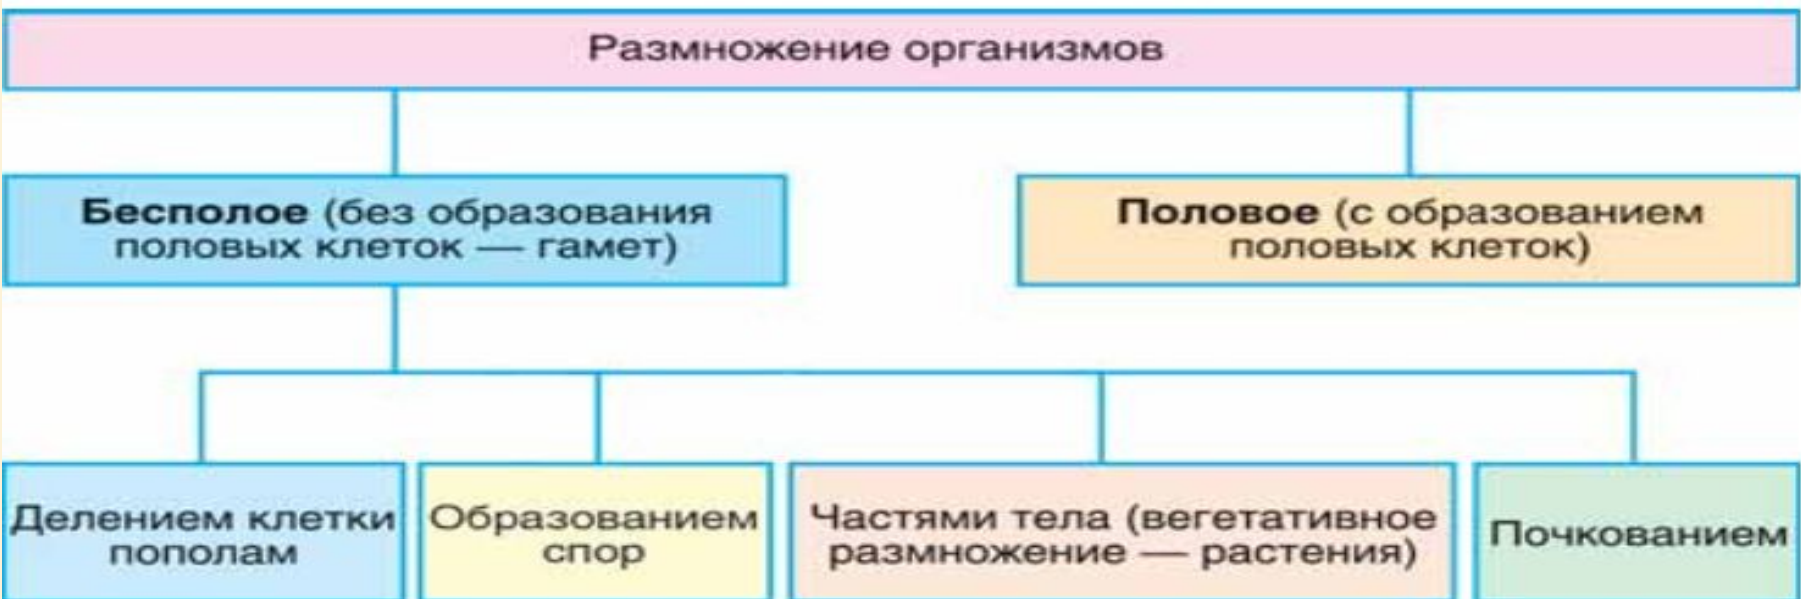 Размножение организмов
Бесполое (без образования
половых клеток — гамет)
Половое (с образованием
половых клеток)
Делением клетки
пополам
Образованием
спор
Частями тела (вегетативное
размножение — растения)
Почкованием